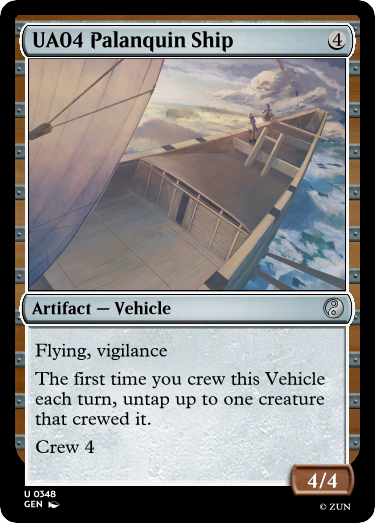 UA04 Palanquin Ship 4
Artifact — Vehicle
Flying, vigilance
The first time you crew this Vehicle
each turn, untap up to one creature
that crewed it.
Crew 4
4/4
U 0348
GEN
© ZUN